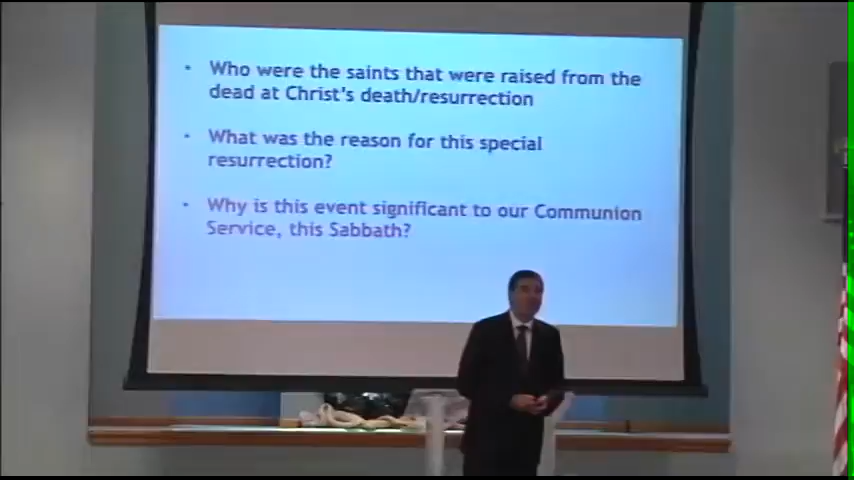 • Who were the saints that were raised from the
dead at Christ's death/resurrection
• What was the reason for this special
resurrection?
• Why is this event significant to our Communion
Service, this Sabbath?